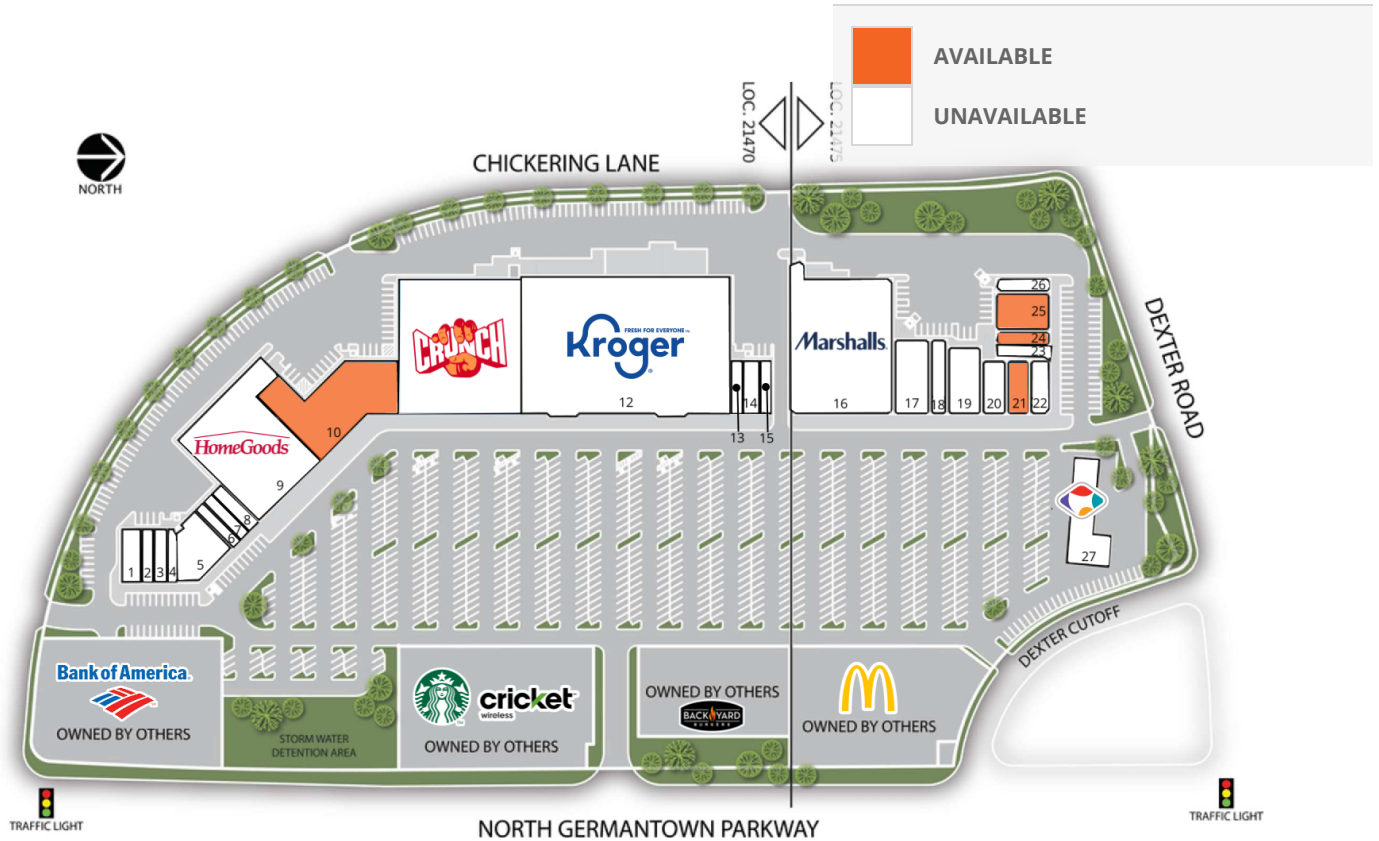 AVAILABLE
UNAVAILABLE
LOC. 21470
LOC. 21475
NORTH
CHICKERING LANE
DEXTER ROAD
CRUNCH
FRESH FOR EVERYONE™
Kroger
Marshalls.
HomeGoods
26
25
24
23
10
12
14
16
17
18
19
20
21
22
13
15
9
8
7
6
5
1
2
3
4
27
DEXTER CUTOFF
Bank of America
OWNED BY OTHERS
STORM WATER
DETENTION AREA
cricket
wireless
OWNED BY OTHERS
OWNED BY OTHERS
BACKYARD
BURGERS
OWNED BY OTHERS
TRAFFIC LIGHT
TRAFFIC LIGHT
NORTH GERMANTOWN PARKWAY